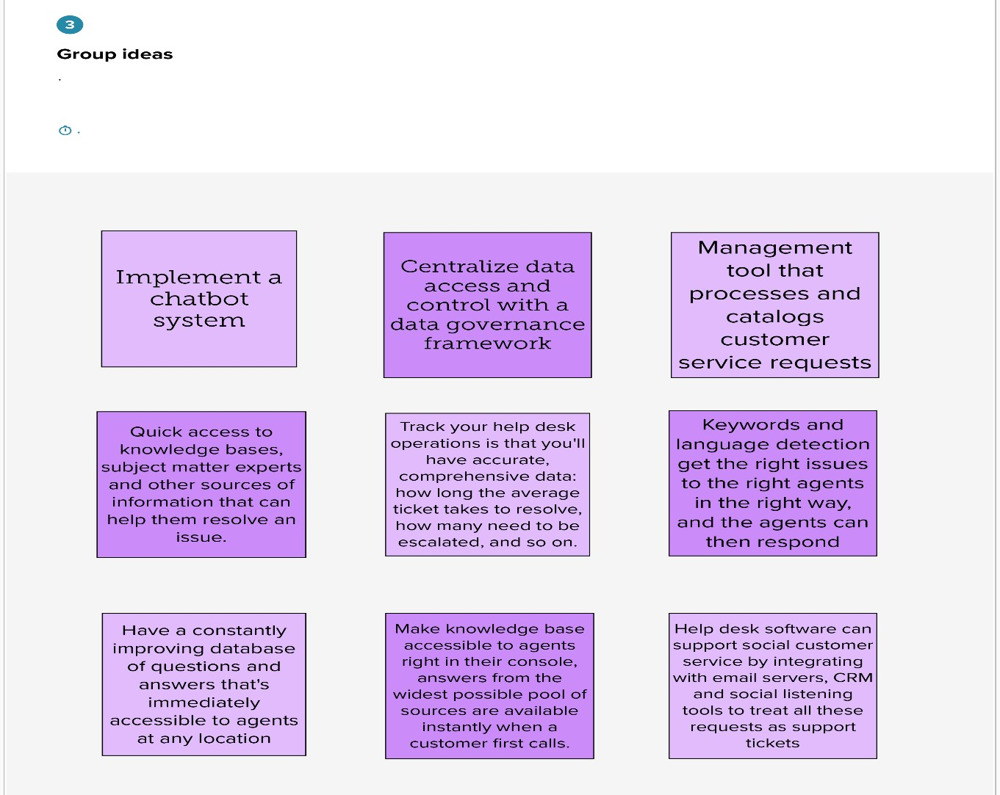 3
Group ideas
.
.
Implement a
chatbot
system
Centralize data
access and
control with a
data governance
framework
Management
tool that
processes and
catalogs
customer
service requests
Quick access to
knowledge bases,
subject matter experts
and other sources of
information that can
help them resolve an
issue.
Track your help desk
operations is that you'll
have accurate,
comprehensive data:
how long the average
ticket takes to resolve,
how many need to be
escalated, and so on.
Keywords and
language detection
get the right issues
to the right agents
in the right way,
and the agents can
then respond
Have a constantly
improving database
of questions and
answers that's
immediately
accessible to agents
at any location
Make knowledge base
accessible to agents
right in their console,
answers from the
widest possible pool of
sources are available
instantly when a
customer first calls.
Help desk software can
support social customer
service by integrating
with email servers, CRM
and social listening
tools to treat all these
requests as support
tickets